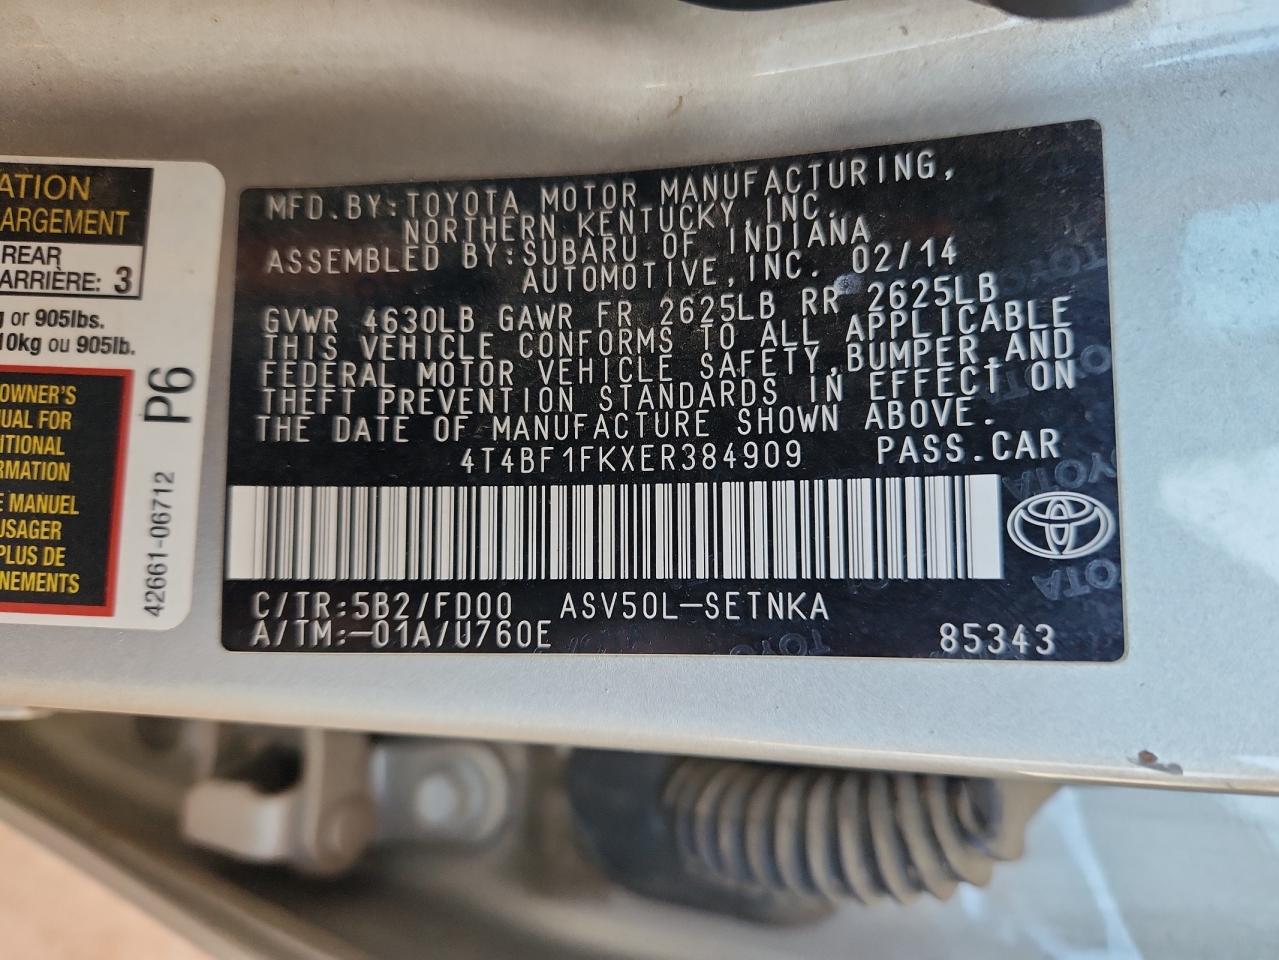 ATION
ARGEMENT
REAR
ARRIÈRE: 3
g or 905lbs.
10kg ou 905lb.
OWNER'S
UAL FOR
ITIONAL
RMATION
E MANUEL
USAGER
PLUS DE
NEMENTS
P6
42661-06712
MFD.BY:TOYOTA MOTOR MANUFACTURING,
NORTHERN KENTUCKY,INC.
ASSEMBLED BY:SUBARU OF INDIANA
AUTOMOTIVE,INC. 02/14
GVWR 4630LB GAWR FR 2625LB RR 2625LB
THIS VEHICLE CONFORMS TO ALL APPLICABLE
FEDERAL MOTOR VEHICLE SAFETY,BUMPER,AND
THEFT PREVENTION STANDARDS IN EFFECT ON
THE DATE OF MANUFACTURE SHOWN ABOVE.
4T4BF1FKXER384909 PASS.CAR
C/TR:5B2/FD00 ASV50L-SETNKA
A/TM:-01A/U760E 85343